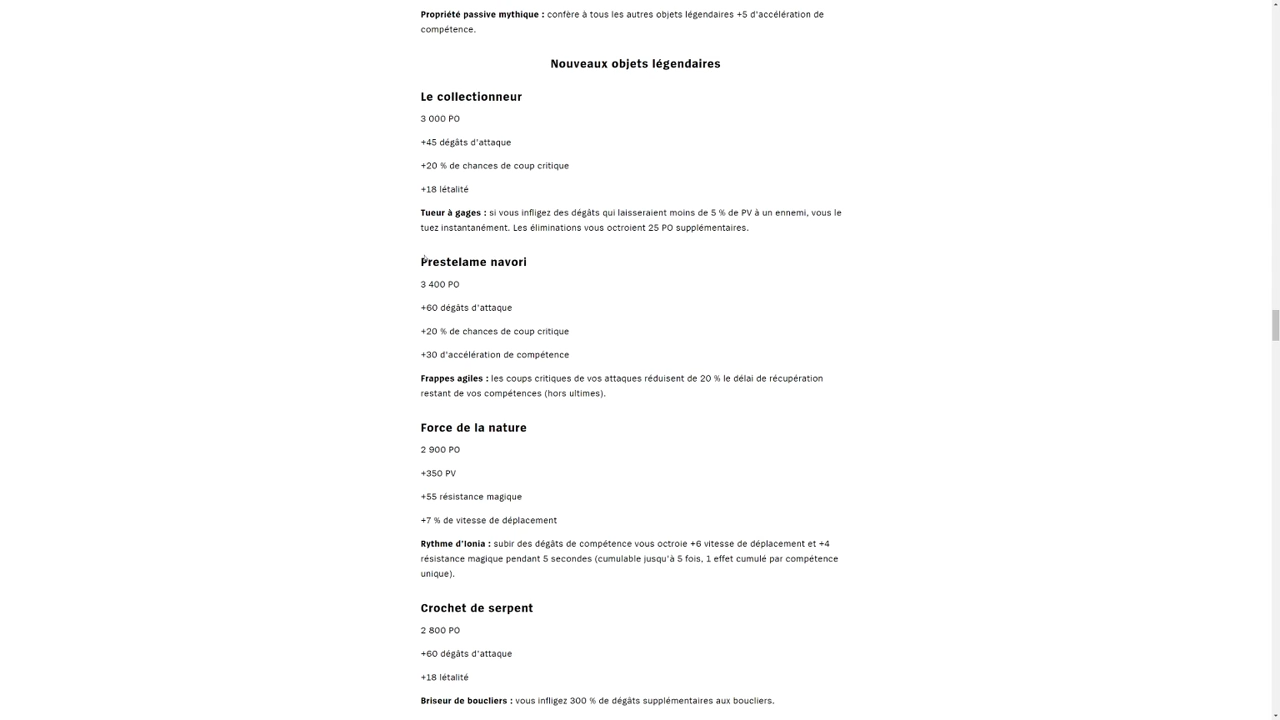 Propriété passive mythique : confère à tous les autres objets légendaires +5 d'accélération de
compétence.
Nouveaux objets légendaires
Le collectionneur
3 000 PO
+45 dégâts d'attaque
+20 % de chances de coup critique
+18 létalité
Tueur à gages : si vous infligez des dégâts qui laisseraient moins de 5 % de PV à un ennemi, vous le
tuez instantanément. Les éliminations vous octroient 25 PO supplémentaires.
Prestelame navori
3 400 PO
+60 dégâts d'attaque
+20 % de chances de coup critique
+30 d'accélération de compétence
Frappes agiles : les coups critiques de vos attaques réduisent de 20 % le délai de récupération
restant de vos compétences (hors ultimes).
Force de la nature
2 900 PO
+350 PV
+55 résistance magique
+7 % de vitesse de déplacement
Rythme d'Ionia : subir des dégâts de compétence vous octroie +6 vitesse de déplacement et +4
résistance magique pendant 5 secondes (cumulable jusqu'à 5 fois, 1 effet cumulé par compétence
unique).
Crochet de serpent
2 800 PO
+60 dégâts d'attaque
+18 létalité
Briseur de boucliers : vous infligez 300 % de dégâts supplémentaires aux boucliers.